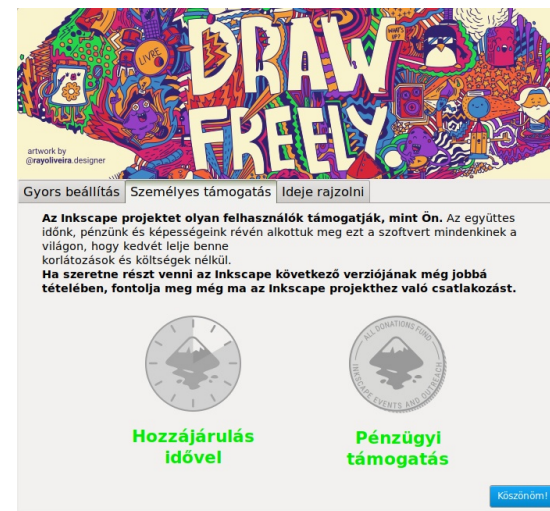 WHAT'S UP?
LIVRE
DRAW
FREELY
artwork by
@rayoliveira.designer
Gyors beállítás Személyes támogatás Ideje rajzolni
Az Inkscape projektet olyan felhasználók támogatják, mint Ön. Az együttes
időnk, pénzünk és képességeink révén alkottuk meg ezt a szoftvert mindenkinek a
világon, hogy kedvét lelje benne
korlátozások és költségek nélkül.
Ha szeretne részt venni az Inkscape következő verziójának még jobbá
tételében, fontolja meg még ma az Inkscape projekthez való csatlakozást.
ALL DONATIONS FUND
INKSCAPE EVENTS AND OUTREACH
Hozzájárulás
idővel
Pénzügyi
támogatás
Köszönöm!